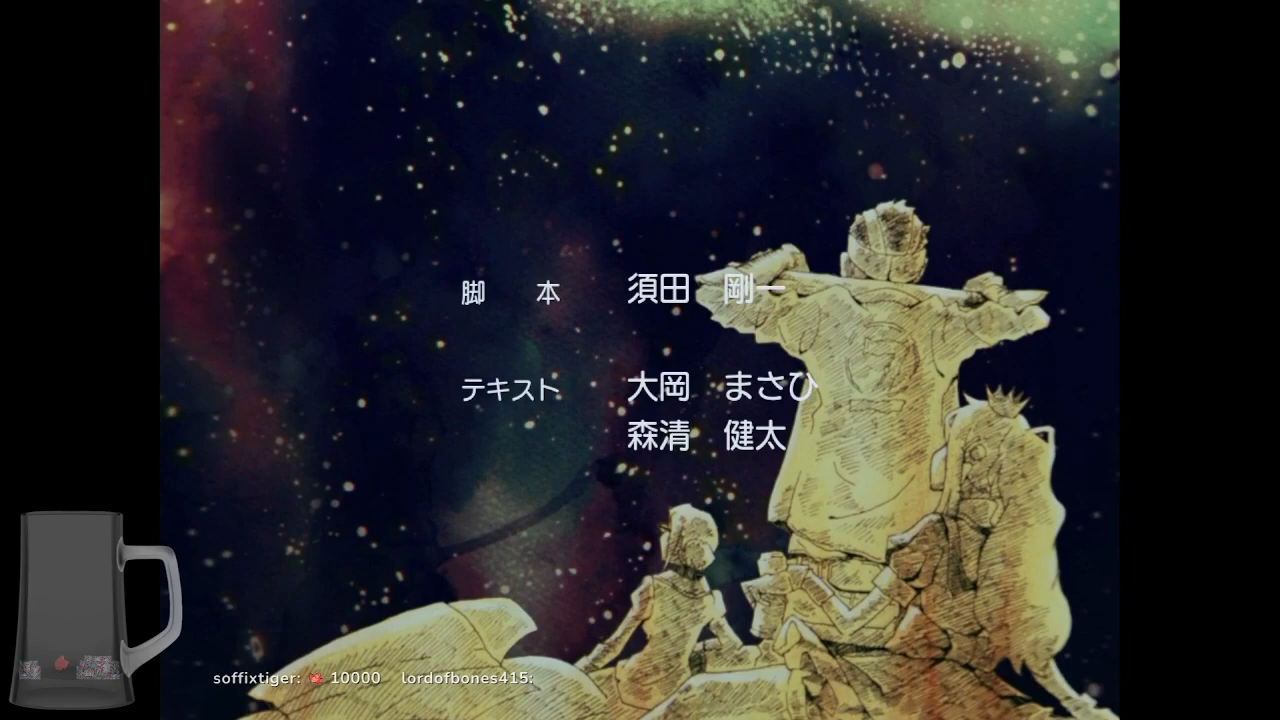 脚 本 須田 剛一
テキスト 大岡 まさひ
森清 健太
soffixtiger: 10000 lordofbones415: